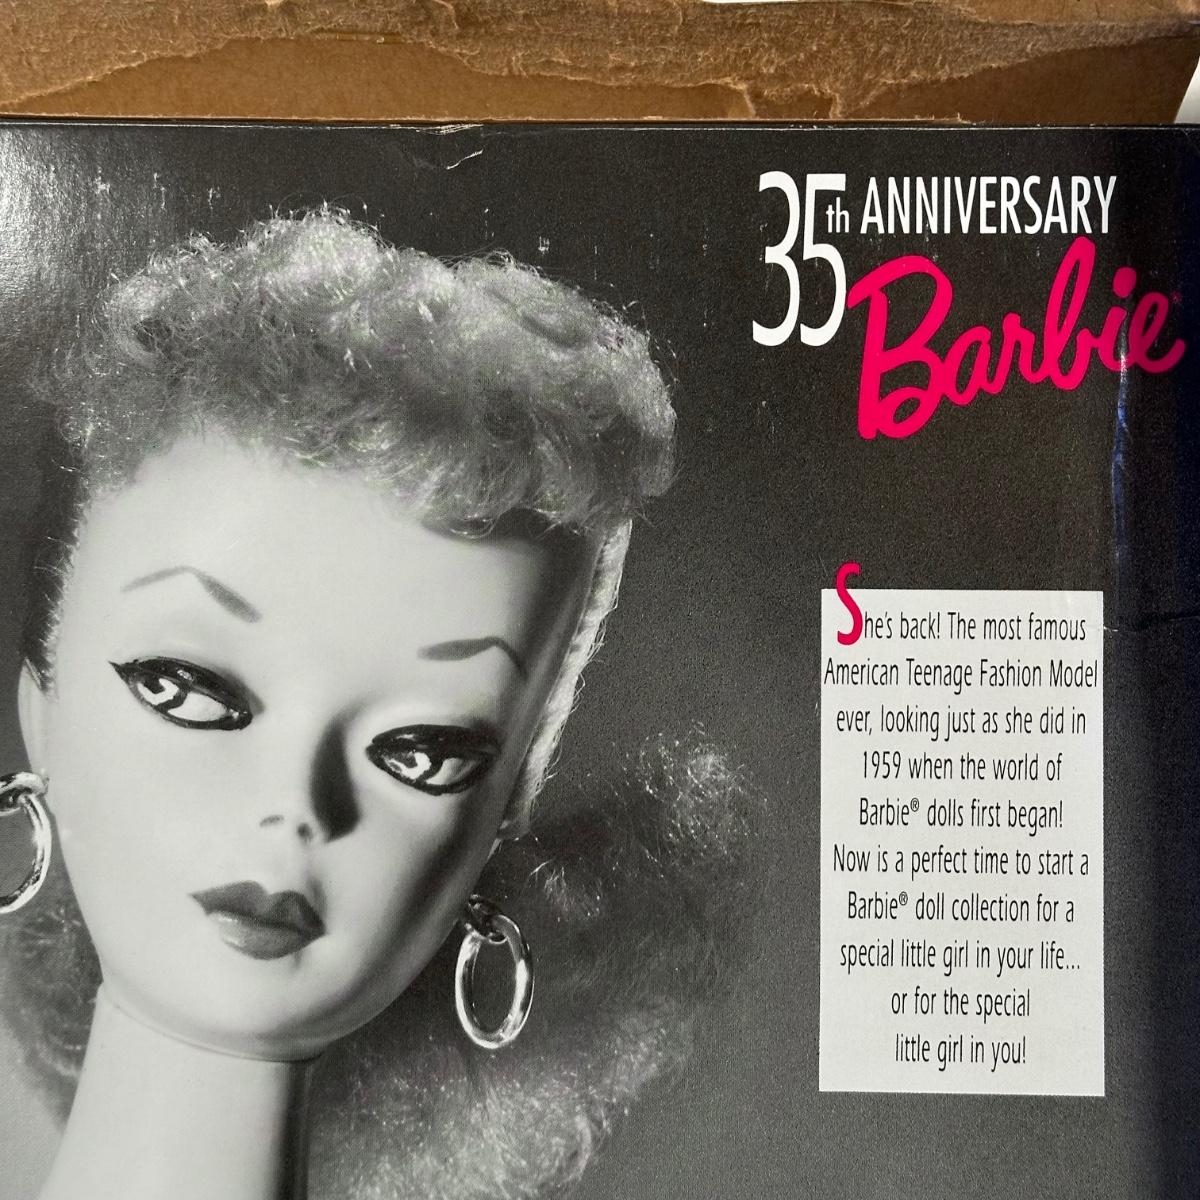 35th ANNIVERSARY
Barbie
She's back! The most famous
American Teenage Fashion Model
ever, looking just as she did in
1959 when the world of
Barbie® dolls first began!
Now is a perfect time to start a
Barbie® doll collection for a
special little girl in your life...
or for the special
little girl in you!